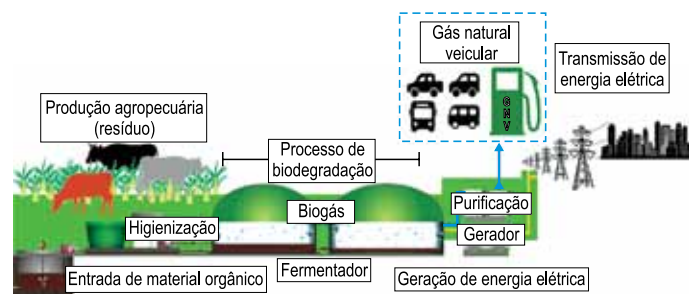 Gás natural
veicular
GNV
Transmissão de
energia elétrica
Produção agropecuária
(resíduo)
Processo de
biodegradação
Biogás
Purificação
Higienização
Gerador
Entrada de material orgânico
Fermentador
Geração de energia elétrica